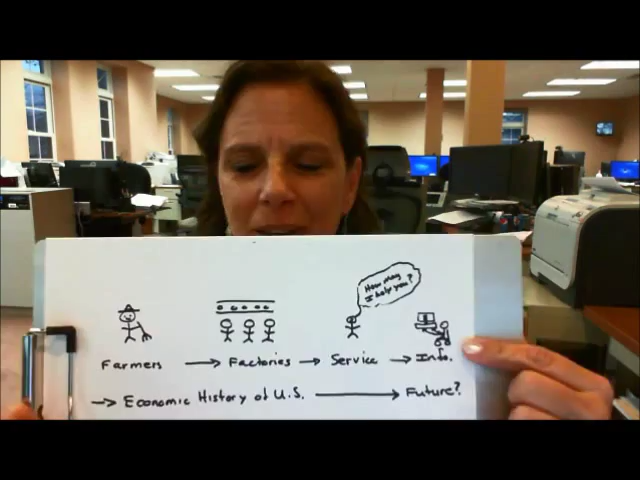 How may
I help you?
Farmers → Factories → Service → Info.
→ Economic History of U.S. → Future?